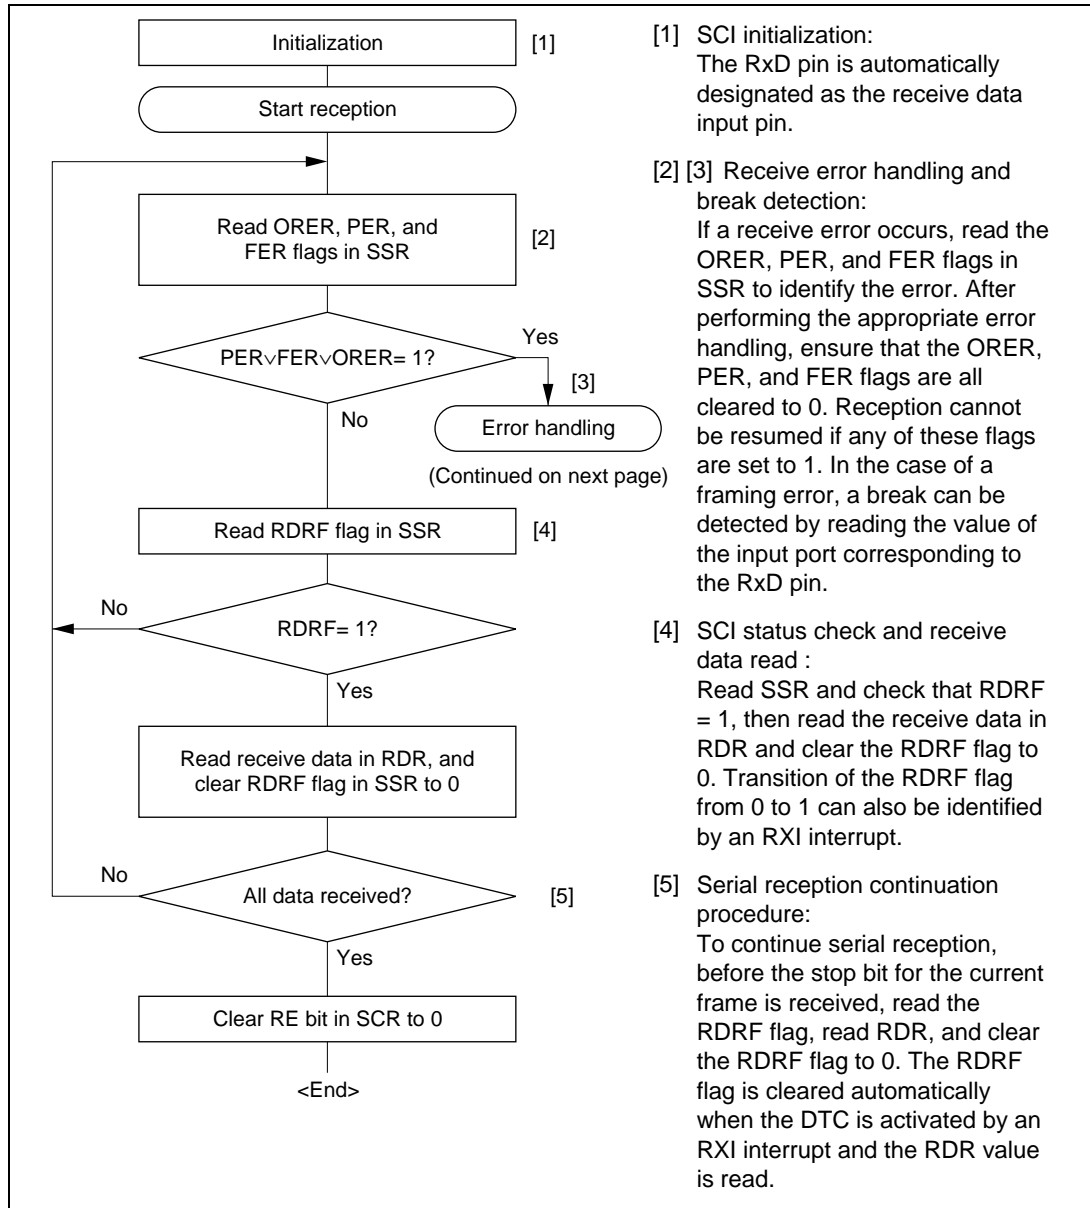 Initialization
[1]
Start reception
Read ORER, PER, and
FER flags in SSR
[2]
PER∨FER∨ORER= 1?
Yes
[3]
No
Error handling
(Continued on next page)
Read RDRF flag in SSR
[4]
No
RDRF= 1?
Yes
Read receive data in RDR, and
clear RDRF flag in SSR to 0
No
All data received?
[5]
Yes
Clear RE bit in SCR to 0
<End>
[1] SCI initialization:
The RxD pin is automatically
designated as the receive data
input pin.
[2] [3] Receive error handling and
break detection:
If a receive error occurs, read the
ORER, PER, and FER flags in
SSR to identify the error. After
performing the appropriate error
handling, ensure that the ORER,
PER, and FER flags are all
cleared to 0. Reception cannot
be resumed if any of these flags
are set to 1. In the case of a
framing error, a break can be
detected by reading the value of
the input port corresponding to
the RxD pin.
[4] SCI status check and receive
data read :
Read SSR and check that RDRF
= 1, then read the receive data in
RDR and clear the RDRF flag to
0. Transition of the RDRF flag
from 0 to 1 can also be identified
by an RXI interrupt.
[5] Serial reception continuation
procedure:
To continue serial reception,
before the stop bit for the current
frame is received, read the
RDRF flag, read RDR, and clear
the RDRF flag to 0. The RDRF
flag is cleared automatically
when the DTC is activated by an
RXI interrupt and the RDR value
is read.